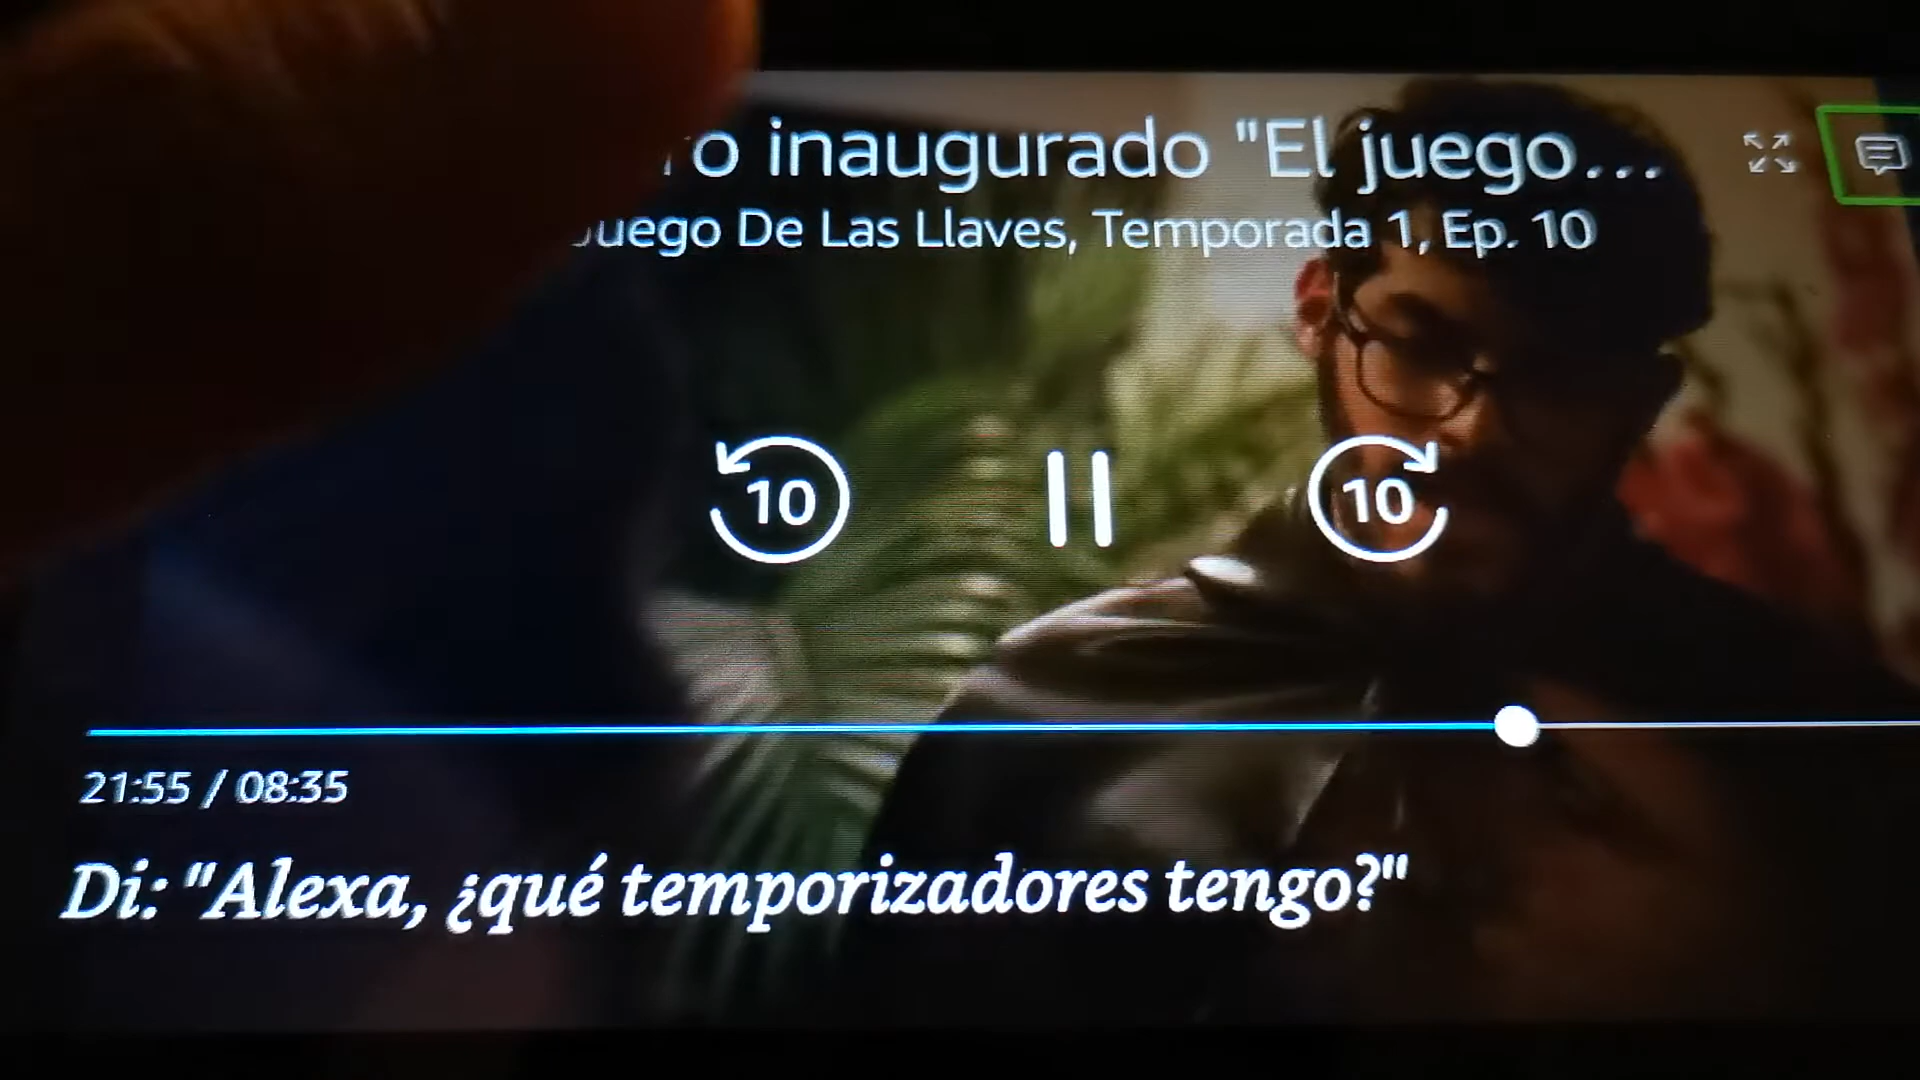 inaugurado "El juego...
Juego De Las Llaves, Temporada 1, Ep. 10
10
10
21:55 / 08:35
Di: "Alexa, ¿qué temporizadores tengo?"